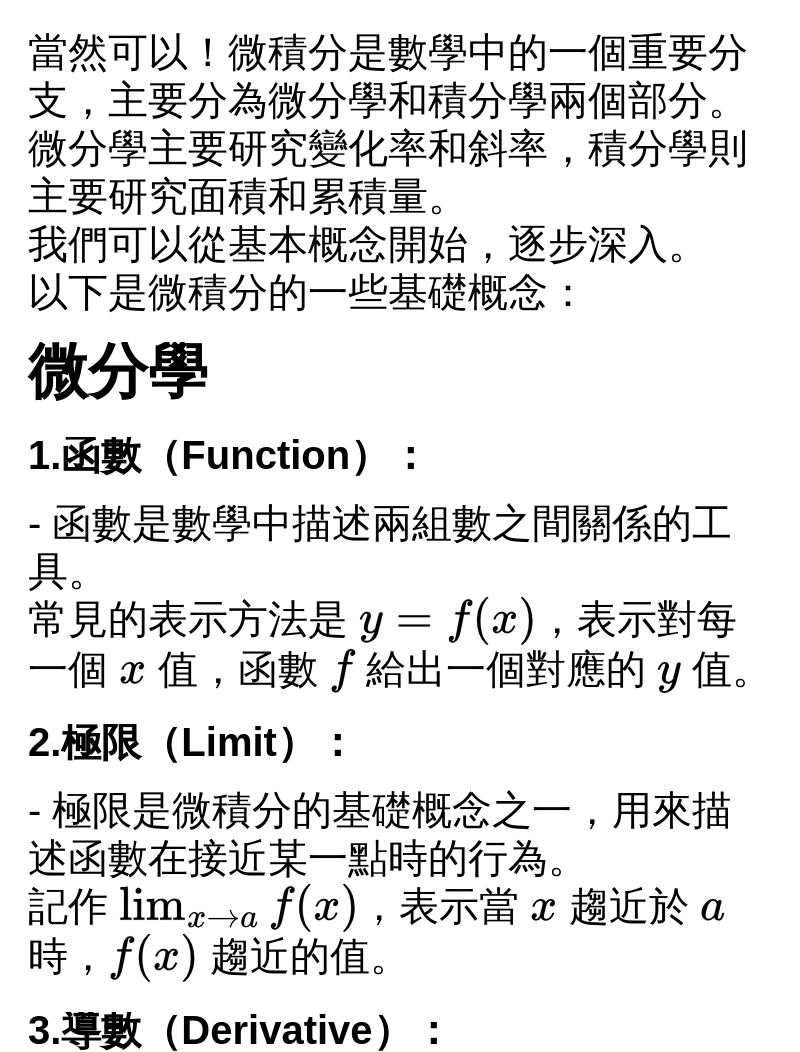 當然可以！微積分是數學中的一個重要分
支，主要分為微分學和積分學兩個部分。
微分學主要研究變化率和斜率，積分學則
主要研究面積和累積量。
我們可以從基本概念開始，逐步深入。
以下是微積分的一些基礎概念：
微分學
1.函數（Function）：
- 函數是數學中描述兩組數之間關係的工
具。
常見的表示方法是 y = f(x)，表示對每
一個 x 值，函數 f 給出一個對應的 y 值。
2.極限（Limit）：
- 極限是微積分的基礎概念之一，用來描
述函數在接近某一點時的行為。
記作 lim_{x→a} f(x)，表示當 x 趨近於 a
時，f(x) 趨近的值。
3.導數（Derivative）：